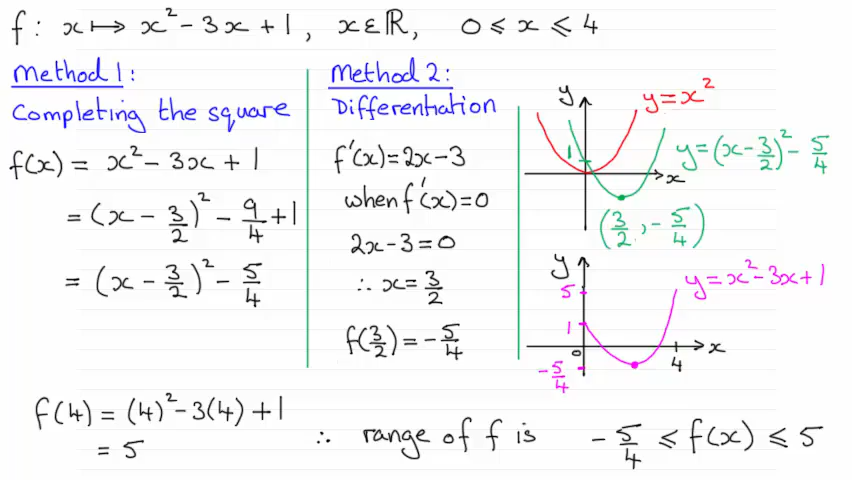 f : x ↦ x² − 3x + 1 , x ∈ ℝ, 0 ⩽ x ⩽ 4
Method 1:
Completing the square
f(x) = x² − 3x + 1
= (x − 3/2)² − 9/4 + 1
= (x − 3/2)² − 5/4
Method 2:
Differentiation
f'(x) = 2x − 3
when f'(x) = 0
2x − 3 = 0
∴ x = 3/2
f(3/2) = −5/4
y
y = x²
1
y = (x − 3/2)² − 5/4
x
(3/2, −5/4)
y
5
y = x² − 3x + 1
1
0
x
4
−5/4
f(4) = (4)² − 3(4) + 1
= 5
∴ range of f is −5/4 ⩽ f(x) ⩽ 5